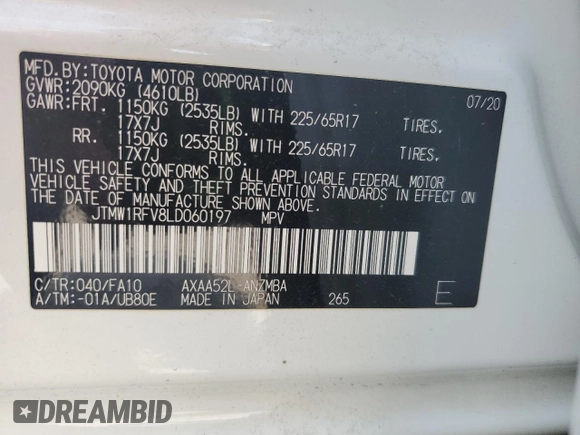 MFD.BY:TOYOTA MOTOR CORPORATION 07/20
GVWR:2090KG (4610LB)
GAWR:FRT. 1150KG (2535LB) WITH 225/65R17 TIRES.
17X7J RIMS.
RR. 1150KG (2535LB) WITH 225/65R17 TIRES.
17X7J RIMS.
THIS VEHICLE CONFORMS TO ALL APPLICABLE FEDERAL MOTOR
VEHICLE SAFETY AND THEFT PREVENTION STANDARDS IN EFFECT ON
THE DATE OF MANUFACTURE SHOWN ABOVE.
JTMW1RFV8LD060197 MPV
C/TR:040/FA10 AXAA52L-ANZMBA
A/TM:-01A/UB80E MADE IN JAPAN 265 E
DREAMBID